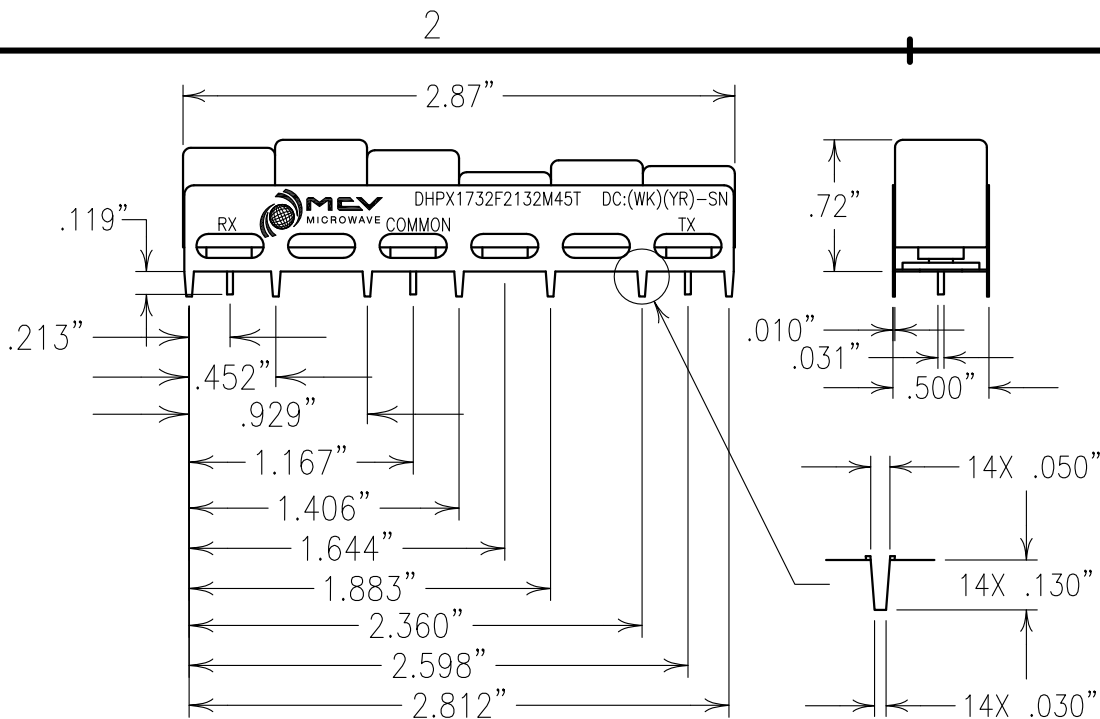 2
2.87”
MCV
MICROWAVE
DHPX1732F2132M45T DC:(WK)(YR)-SN
RX
COMMON
TX
.119”
.72”
.213”
.010”
.031”
.452”
.500”
.929”
1.167”
14X .050”
1.406”
1.644”
1.883”
14X .130”
2.360”
2.598”
2.812”
14X .030”